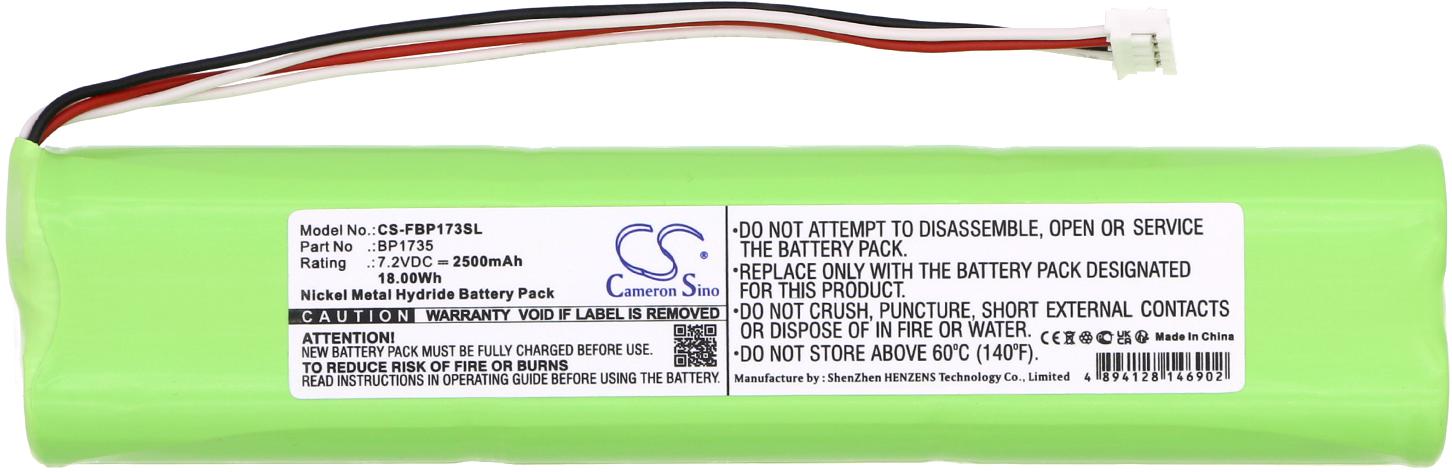 Model No.:CS-FBP173SL
Part No .:BP1735
Rating .:7.2VDC ⎓ 2500mAh
18.00Wh
Nickel Metal Hydride Battery Pack
CS®
Cameron Sino
CAUTION WARRANTY VOID IF LABEL IS REMOVED
ATTENTION!
NEW BATTERY PACK MUST BE FULLY CHARGED BEFORE USE.
TO REDUCE RISK OF FIRE OR BURNS
READ INSTRUCTIONS IN OPERATING GUIDE BEFORE USING THE BATTERY.
•DO NOT ATTEMPT TO DISASSEMBLE, OPEN OR SERVICE
THE BATTERY PACK.
•REPLACE ONLY WITH THE BATTERY PACK DESIGNATED
FOR THIS PRODUCT.
•DO NOT CRUSH, PUNCTURE, SHORT EXTERNAL CONTACTS
OR DISPOSE OF IN FIRE OR WATER.
CE UKCA Made in China
•DO NOT STORE ABOVE 60°C (140°F).
Manufacture by : ShenZhen HENZENS Technology Co., Limited
4 894128 146902